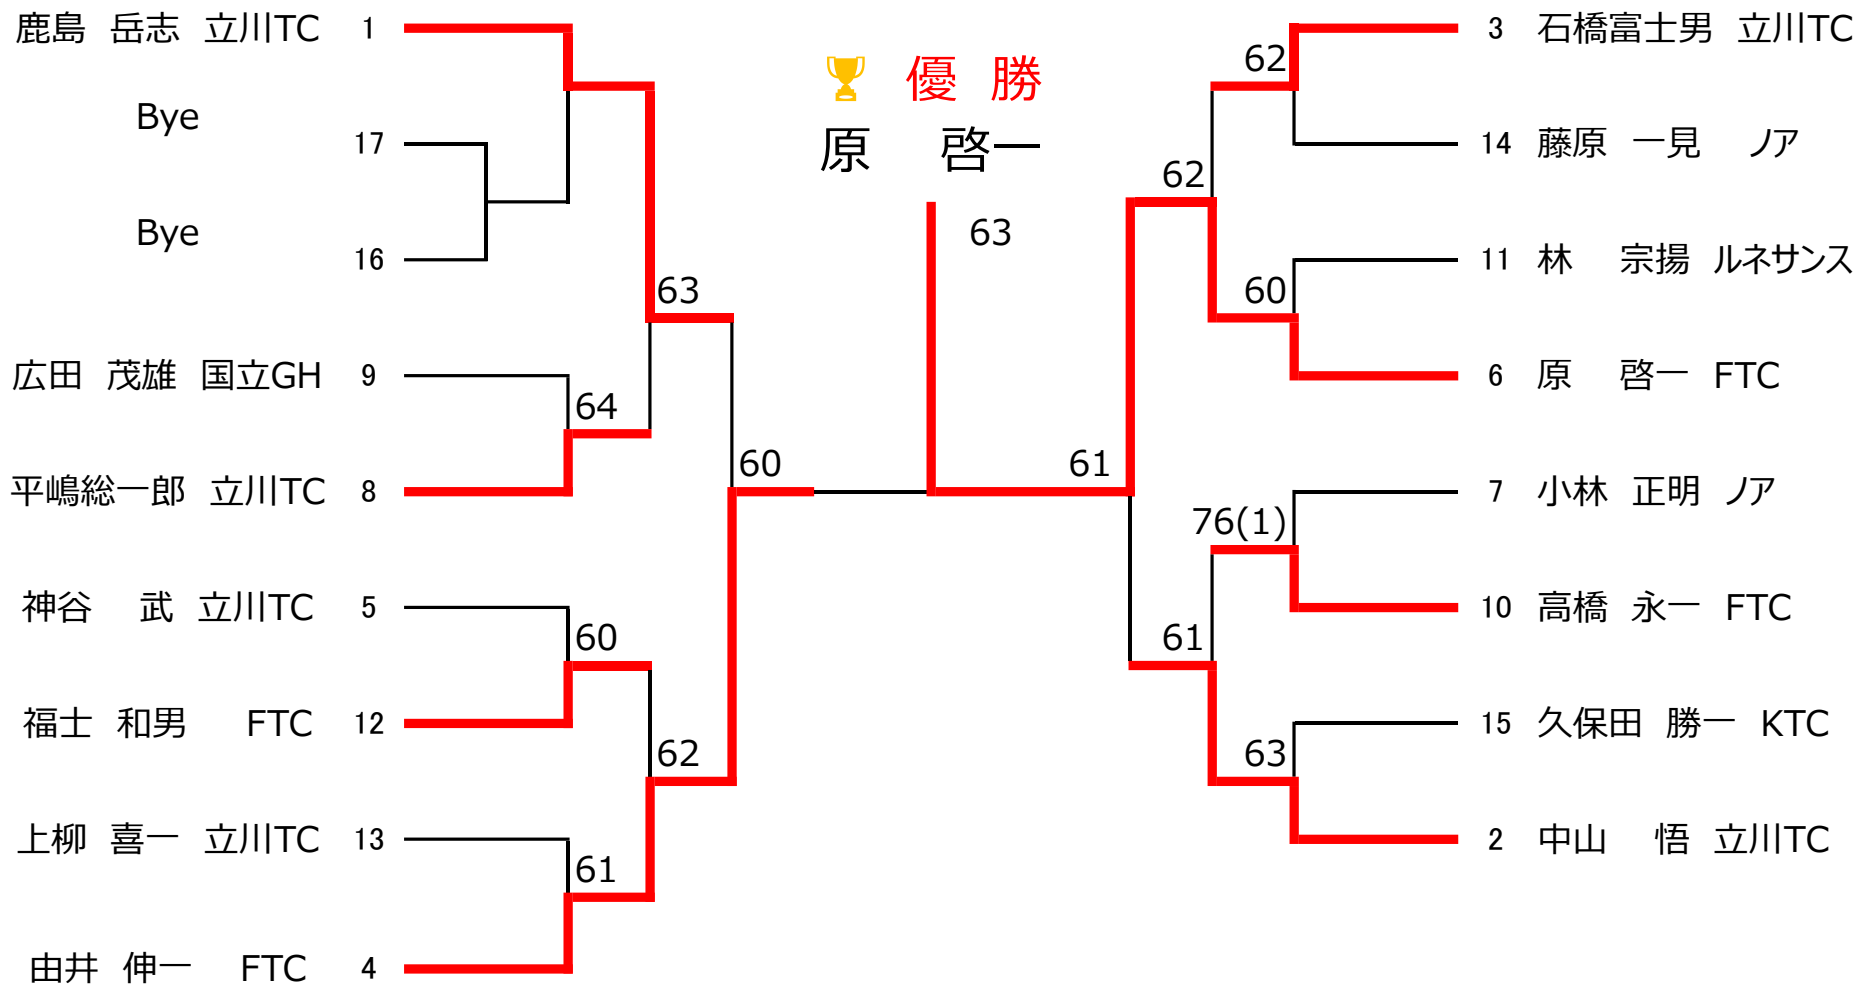 鹿島 岳志 立川TC 1
Bye
17
Bye
16
広田 茂雄 国立GH 9
平嶋総一郎 立川TC 8
神谷 武 立川TC 5
福士 和男 FTC 12
上柳 喜一 立川TC 13
由井 伸一 FTC 4
63
64
60
60
62
61
優 勝
原 啓一
63
62
62
60
61
76(1)
61
63
3 石橋富士男 立川TC
14 藤原 一見 ノア
11 林 宗揚 ルネサンス
6 原 啓一 FTC
7 小林 正明 ノア
10 高橋 永一 FTC
15 久保田 勝一 KTC
2 中山 悟 立川TC